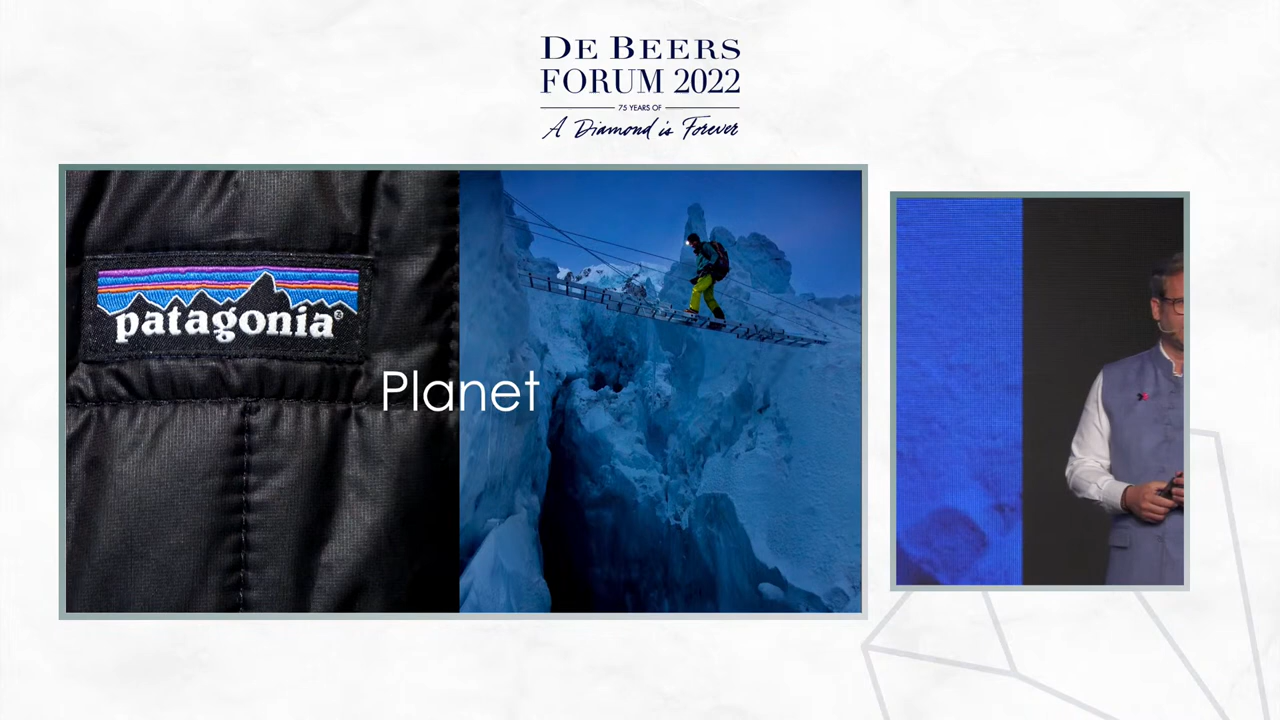 DE BEERS
FORUM 2022
75 YEARS OF
A Diamond is Forever
patagonia®
Planet